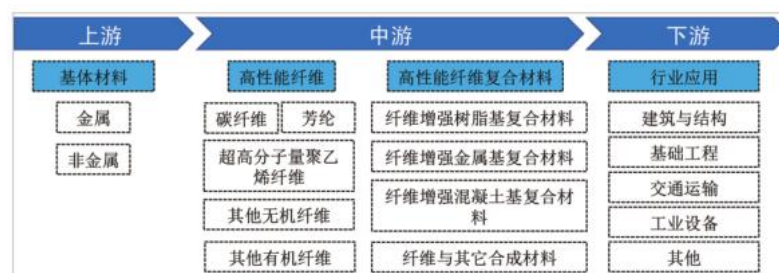 上游
中游
下游
基体材料
高性能纤维
高性能纤维复合材料
行业应用
金属
碳纤维
芳纶
纤维增强树脂基复合材料
建筑与结构
非金属
超高分子量聚乙
烯纤维
纤维增强金属基复合材料
基础工程
其他无机纤维
纤维增强混凝土基复合材
料
交通运输
工业设备
其他有机纤维
纤维与其它合成材料
其他